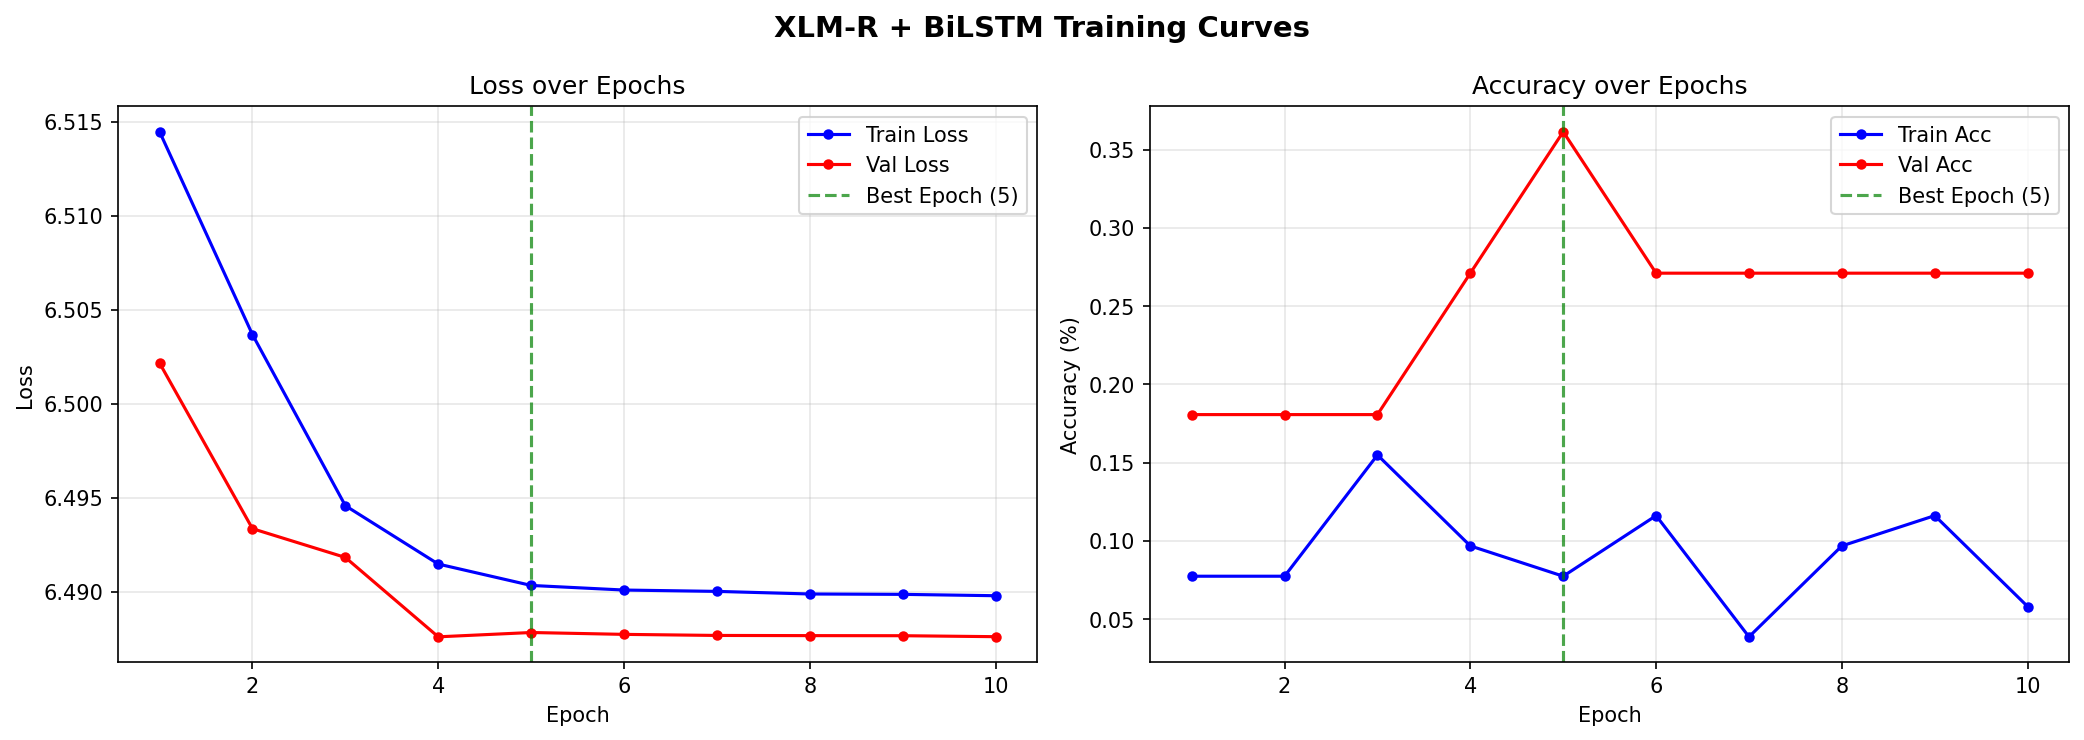 XLM-R + BiLSTM Training Curves
Loss over Epochs
6.515
6.510
6.505
6.500
6.495
6.490
Loss
2
4
6
8
10
Epoch
Train Loss
Val Loss
Best Epoch (5)
Accuracy over Epochs
0.35
0.30
0.25
0.20
0.15
0.10
0.05
Accuracy (%)
2
4
6
8
10
Epoch
Train Acc
Val Acc
Best Epoch (5)